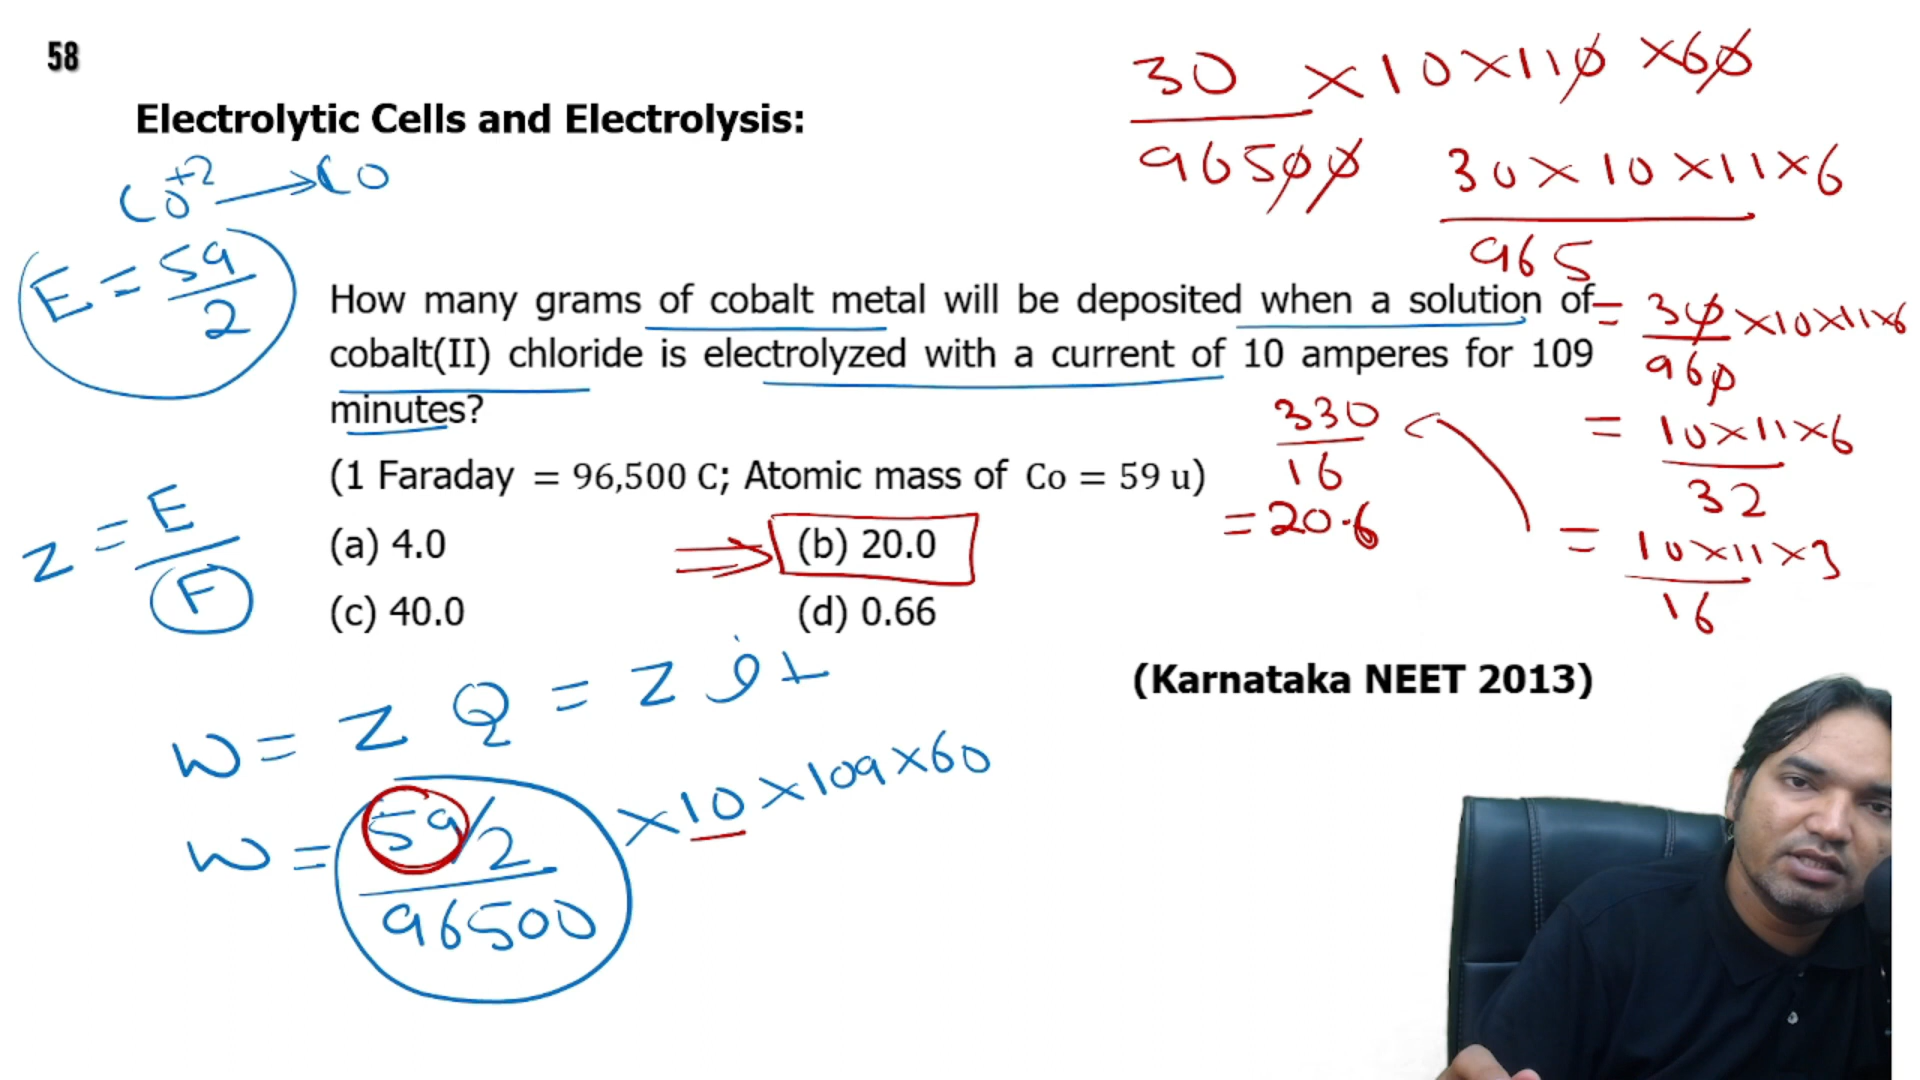 58
Electrolytic Cells and Electrolysis:
Co+2 → Co
E = 59/2
How many grams of cobalt metal will be deposited when a solution of
cobalt(II) chloride is electrolyzed with a current of 10 amperes for 109
minutes?
(1 Faraday = 96,500 C; Atomic mass of Co = 59 u)
(a) 4.0 (b) 20.0
(c) 40.0 (d) 0.66
(Karnataka NEET 2013)
Z = E/F
W = Z Q = Z i t
W = 59/2 / 96500 × 10 × 109 × 60
30/96500 × 10 × 110 × 60
30 × 10 × 11 × 6 / 965
= 30/960 × 10 × 11 × 6
= 10 × 11 × 6 / 32
= 10 × 11 × 3 / 16
330/16
= 20.6